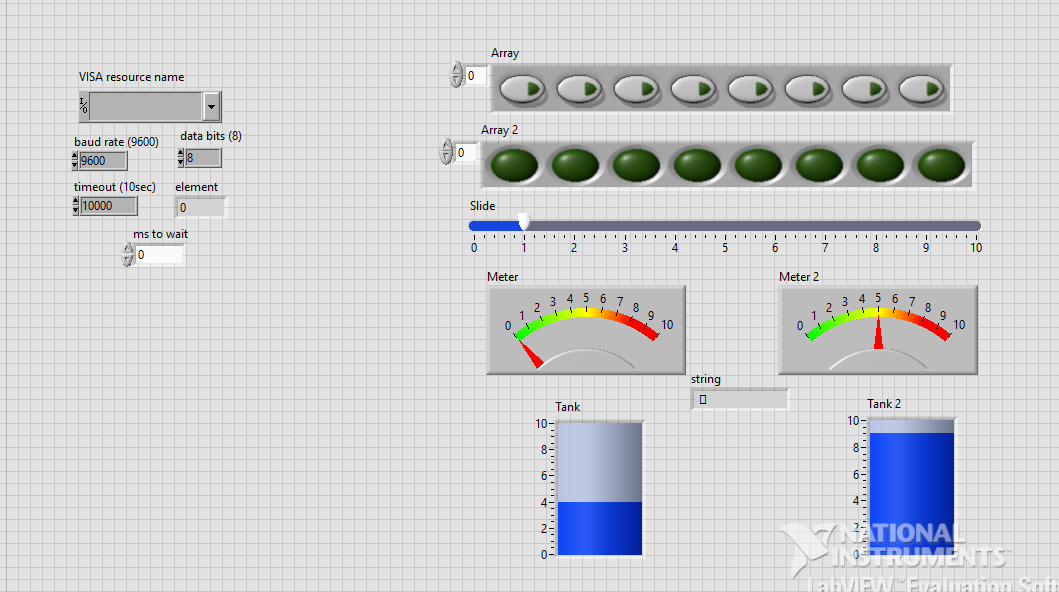 VISA resource name
I/O
baud rate (9600)
data bits (8)
9600
8
timeout (10sec)
element
10000
0
ms to wait
0
Array
0
Array 2
0
Slide
0 1 2 3 4 5 6 7 8 9 10
Meter
0 1 2 3 4 5 6 7 8 9 10
Meter 2
0 1 2 3 4 5 6 7 8 9 10
string
Tank
10
8
6
4
2
0
Tank 2
10
8
6
4
2
0
NATIONAL
INSTRUMENTS™
LabVIEW™ Evaluation Soft